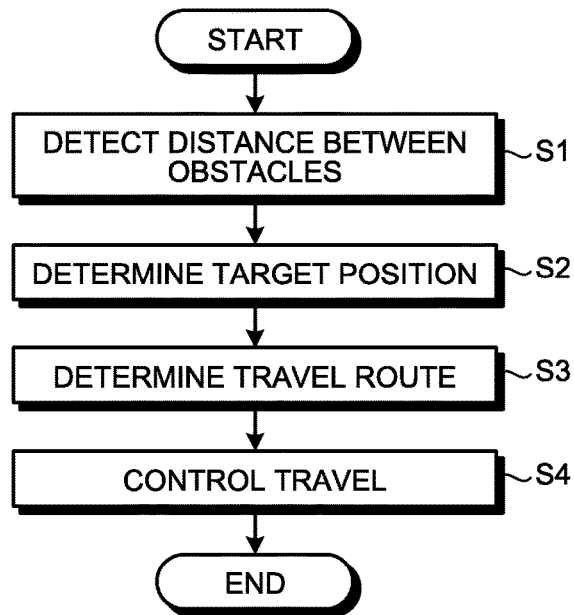 START
DETECT DISTANCE BETWEEN
OBSTACLES
S1
DETERMINE TARGET POSITION
S2
DETERMINE TRAVEL ROUTE
S3
CONTROL TRAVEL
S4
END